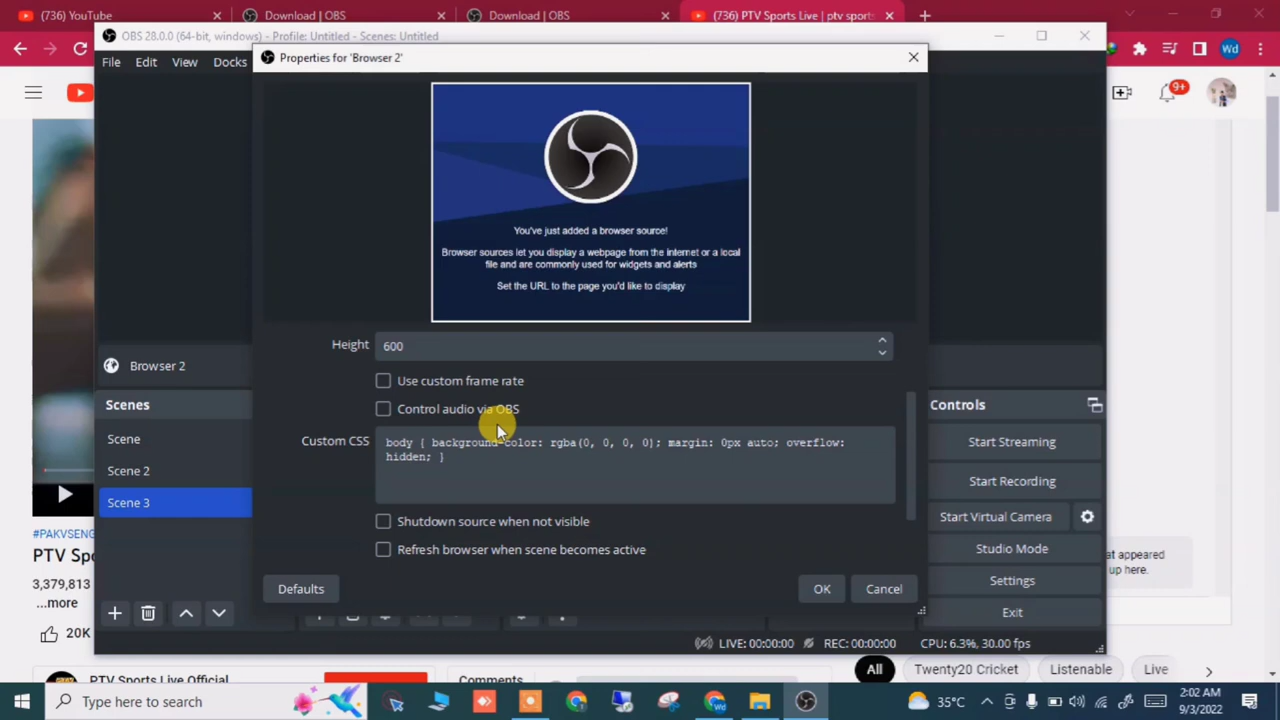 (736) YouTube
Download | OBS
Download | OBS
(736) PTV Sports Live | ptv sports
OBS 28.0.0 (64-bit, windows) - Profile: Untitled - Scenes: Untitled
Wd
Properties for 'Browser 2'
File Edit View Docks
9+
You've just added a browser source!
Browser sources let you display a webpage from the internet or a local
file and are commonly used for widgets and alerts
Set the URL to the page you'd like to display
Height 600
Browser 2
Use custom frame rate
Control audio via OBS
Custom CSS
body { background-color: rgba(0, 0, 0, 0); margin: 0px auto; overflow:
hidden; }
Shutdown source when not visible
Refresh browser when scene becomes active
Defaults
OK
Cancel
Scenes
Scene
Scene 2
Scene 3
Controls
Start Streaming
Start Recording
Start Virtual Camera
Studio Mode
Settings
Exit
LIVE: 00:00:00
REC: 00:00:00
CPU: 6.3%, 30.00 fps
#PAKVSENG
PTV Sp
3,379,813
...more
20K
PTV Sports Live Official
Comments
hat appeared
up here.
All
Twenty20 Cricket
Listenable
Live
Type here to search
Wd
35°C
2:02 AM
9/3/2022